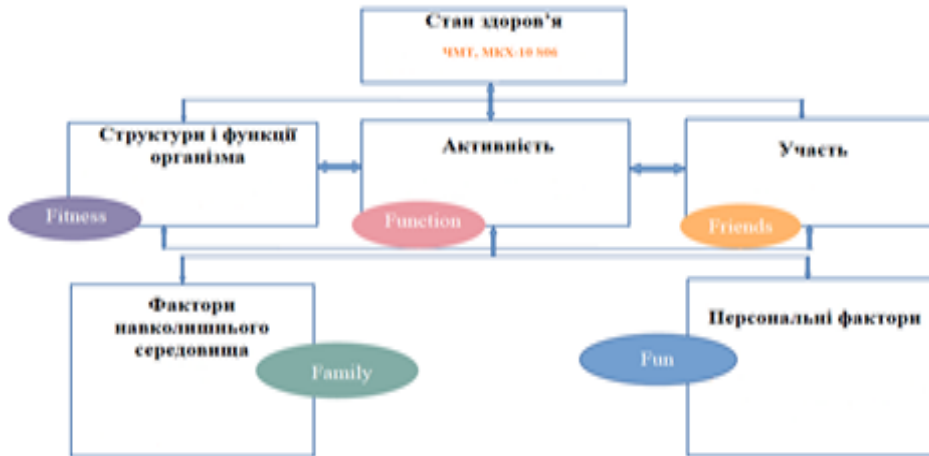 Стан здоров’я
ЧМТ, МКХ-10 S06
Структури і функції
організма
Активність
Участь
Fitness
Function
Friends
Фактори
навколишнього
середовища
Персональні фактори
Family
Fun